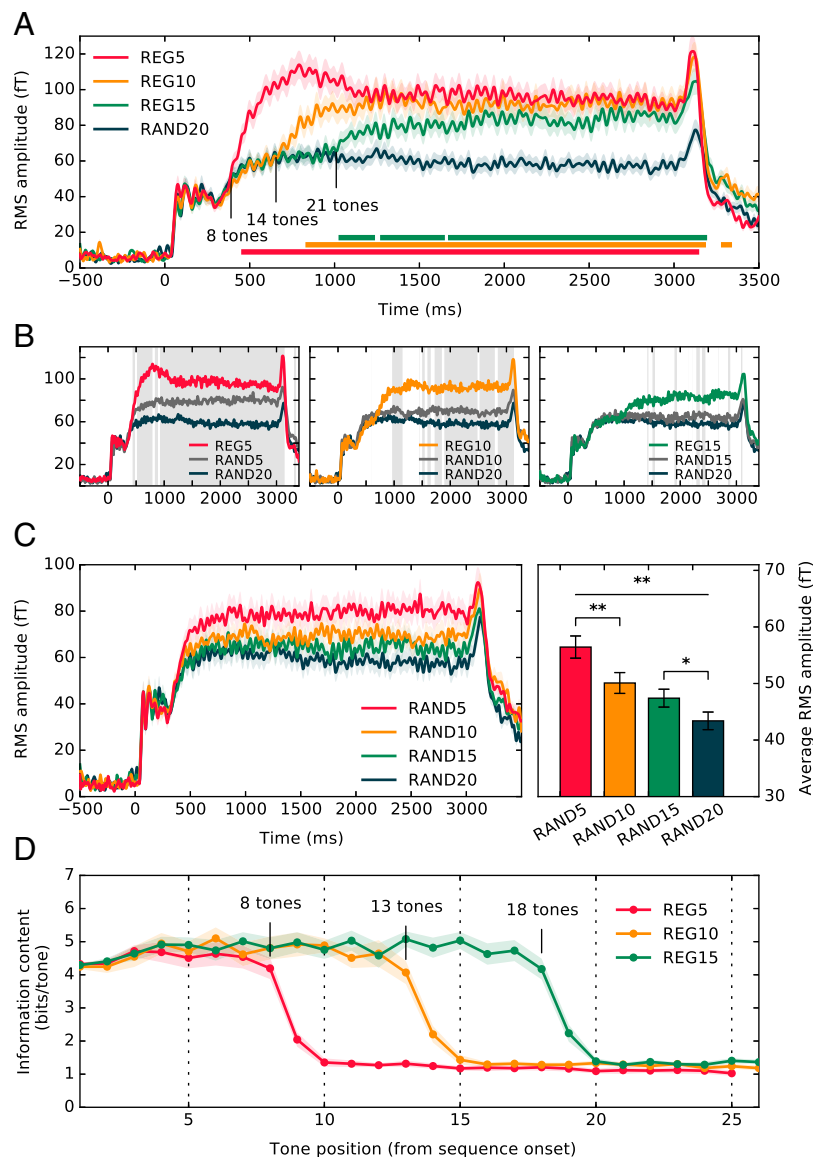 A
REG5
REG10
REG15
RAND20
RMS amplitude (fT)
120
100
80
60
40
20
0
8 tones
14 tones
21 tones
−500 0 500 1000 1500 2000 2500 3000 3500
Time (ms)
B
100
60
20
REG5
RAND5
RAND20
0 1000 2000 3000
REG10
RAND10
RAND20
0 1000 2000 3000
REG15
RAND15
RAND20
0 1000 2000 3000
C
RMS amplitude (fT)
100
80
60
40
20
0
RAND5
RAND10
RAND15
RAND20
−500 0 500 1000 1500 2000 2500 3000
Time (ms)
**
**
*
70
60
50
40
30
Average RMS amplitude (fT)
RAND5
RAND10
RAND15
RAND20
D
Information content
(bits/tone)
7
6
5
4
3
2
1
0
8 tones
13 tones
18 tones
REG5
REG10
REG15
5 10 15 20 25
Tone position (from sequence onset)